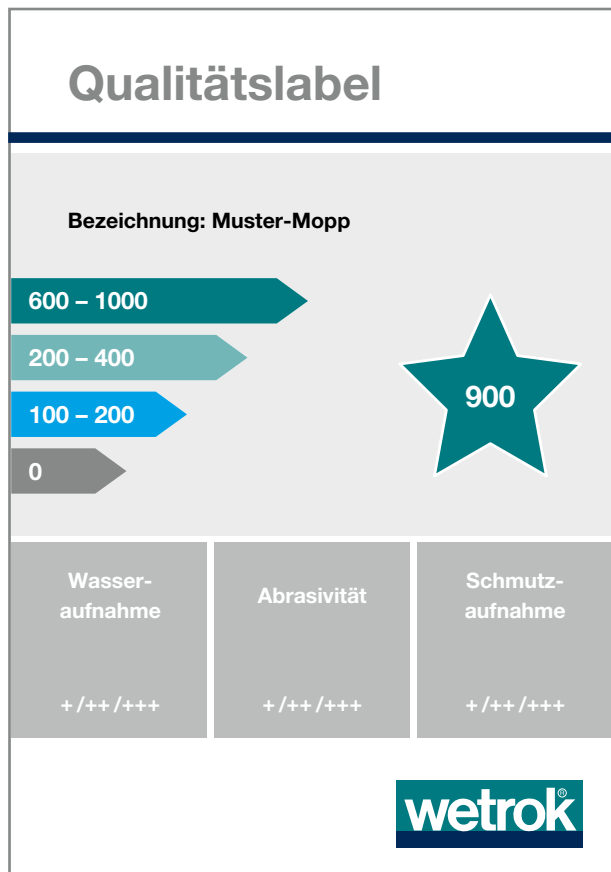 Qualitätslabel
Bezeichnung: Muster-Mopp
600 – 1000
200 – 400
100 – 200
0
900
Wasser-
aufnahme
+/++/+++
Abrasivität
+/++/+++
Schmutz-
aufnahme
+/++/+++
wetrok®